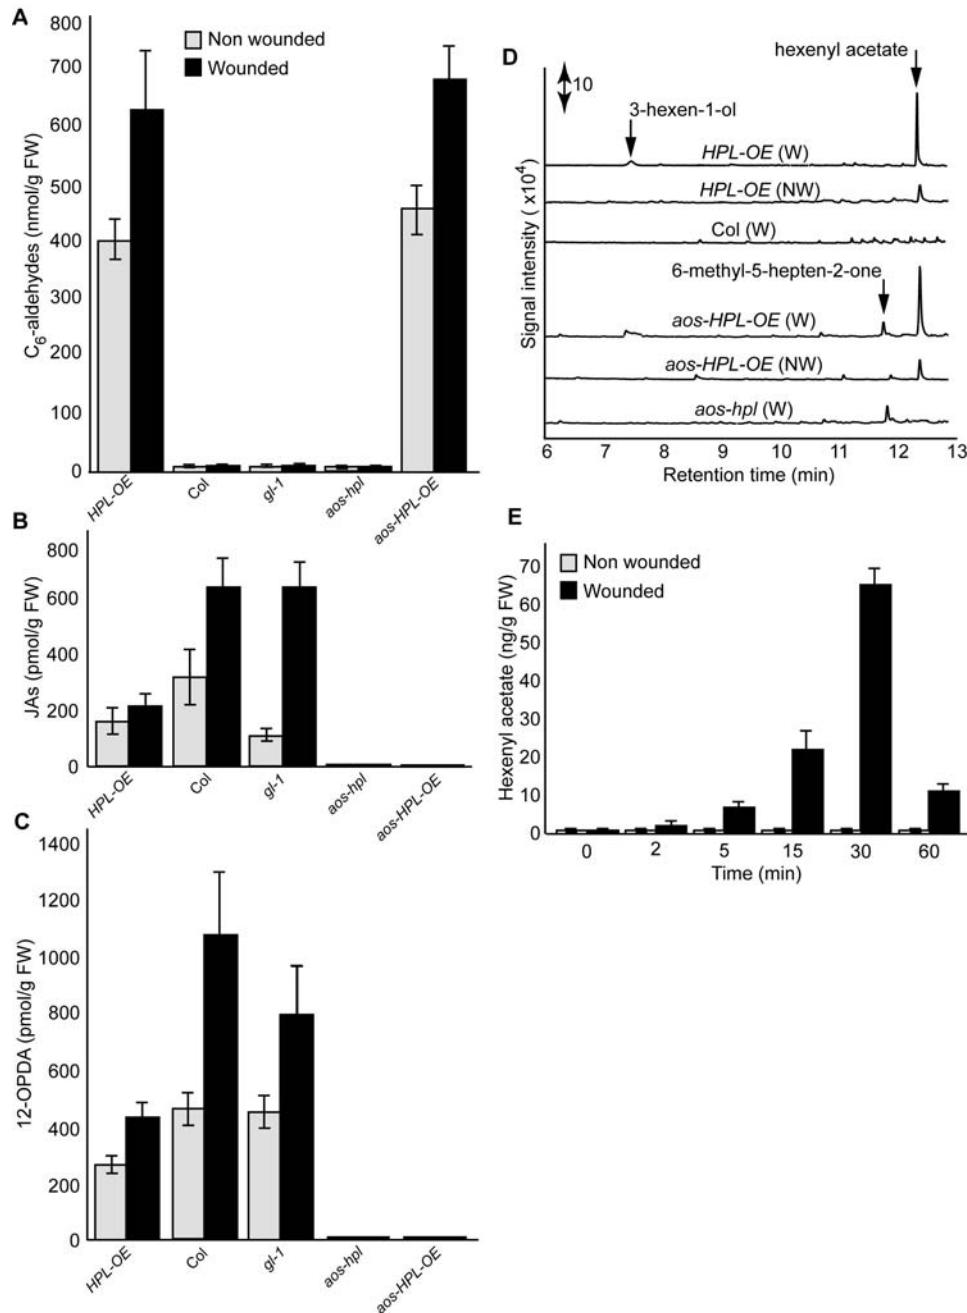 A
800
700
600
500
400
300
200
100
0
C6-aldehydes (nmol/g FW)
Non wounded
Wounded
HPL-OE
Col
gl-1
aos-hpl
aos-HPL-OE
B
800
600
400
200
0
JAs (pmol/g FW)
HPL-OE
Col
gl-1
aos-hpl
aos-HPL-OE
C
1400
1200
1000
800
600
400
200
0
12-OPDA (pmol/g FW)
HPL-OE
Col
gl-1
aos-hpl
aos-HPL-OE
D
10
hexenyl acetate
3-hexen-1-ol
HPL-OE (W)
HPL-OE (NW)
Col (W)
6-methyl-5-hepten-2-one
aos-HPL-OE (W)
aos-HPL-OE (NW)
aos-hpl (W)
Signal intensity ( x10⁴)
6 7 8 9 10 11 12 13
Retention time (min)
E
Non wounded
Wounded
70
60
50
40
30
20
10
0
Hexenyl acetate (ng/g FW)
0 2 5 15 30 60
Time (min)